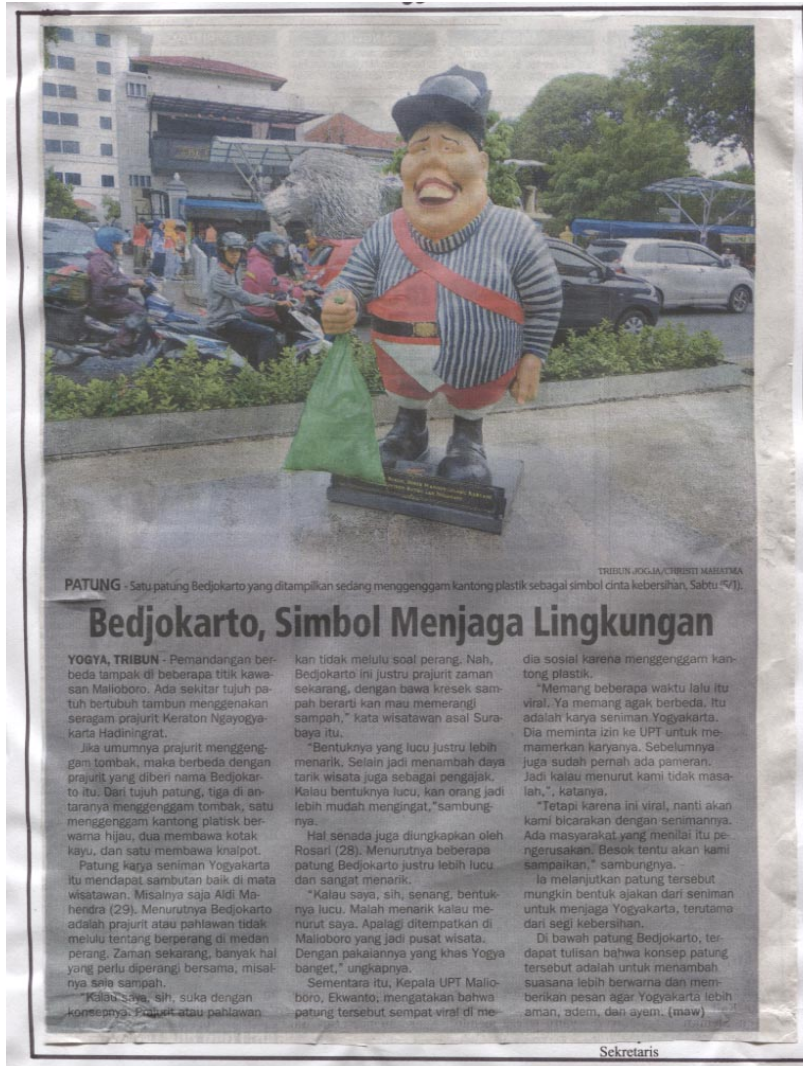 TRIBUN JOGJA/CHRISTI MAHATMA
PATUNG - Satu patung Bedjokarto yang ditampilkan sedang menggenggam kantong plastik sebagai simbol cinta kebersihan, Sabtu (5/1).
Bedjokarto, Simbol Menjaga Lingkungan
YOGYA, TRIBUN - Pemandangan ber-
beda tampak di beberapa titik kawa-
san Malioboro. Ada sekitar tujuh pa-
tuh bertubuh tambun menggenakan
seragam prajurit Keraton Ngayogya-
karta Hadiningrat.
Jika umumnya prajurit menggeng-
gam tombak, maka berbeda dengan
prajurit yang diberi nama Bedjokar-
to itu. Dari tujuh patung, tiga di an-
taranya menggenggam tombak, satu
menggenggam kantong platisk ber-
warna hijau, dua membawa kotak
kayu, dan satu membawa knalpot.
Patung karya seniman Yogyakarta
itu mendapat sambutan baik di mata
wisatawan. Misalnya saja Aldi Ma-
hendra (29). Menurutnya Bedjokarto
adalah prajurit atau pahlawan tidak
melulu tentang berperang di medan
perang. Zaman sekarang, banyak hal
yang perlu diperangi bersama, misal-
nya saja sampah.
"Kalau saya, sih, suka dengan
konsepnya. Prajurit atau pahlawan
kan tidak melulu soal perang. Nah,
Bedjokarto ini justru prajurit zaman
sekarang, dengan bawa kresek sam-
pah berarti kan mau memerangi
sampah," kata wisatawan asal Sura-
baya itu.
"Bentuknya yang lucu justru lebih
menarik. Selain jadi menambah daya
tarik wisata juga sebagai pengajak.
Kalau bentuknya lucu, kan orang jadi
lebih mudah mengingat,"sambung-
nya.
Hal senada juga diungkapkan oleh
Rosari (28). Menurutnya beberapa
patung Bedjokarto justru lebih lucu
dan sangat menarik.
"Kalau saya, sih, senang, bentuk-
nya lucu. Malah menarik kalau me-
nurut saya. Apalagi ditempatkan di
Malioboro yang jadi pusat wisata.
Dengan pakaiannya yang khas Yogya
banget," ungkapnya.
Sementara itu, Kepala UPT Malio-
boro, Ekwanto, mengatakan bahwa
patung tersebut sempat viral di me-
dia sosial karena menggenggam kan-
tong plastik.
"Memang beberapa waktu lalu itu
viral. Ya memang agak berbeda. Itu
adalah karya seniman Yogyakarta.
Dia meminta izin ke UPT untuk me-
mamerkan karyanya. Sebelumnya
juga sudah pernah ada pameran.
Jadi kalau menurut kami tidak masa-
lah,", katanya.
"Tetapi karena ini viral, nanti akan
kami bicarakan dengan senimannya.
Ada masyarakat yang menilai itu pe-
ngerusakan. Besok tentu akan kami
sampaikan," sambungnya.
Ia melanjutkan patung tersebut
mungkin bentuk ajakan dari seniman
untuk menjaga Yogyakarta, terutama
dari segi kebersihan.
Di bawah patung Bedjokarto, ter-
dapat tulisan bahwa konsep patung
tersebut adalah untuk menambah
suasana lebih berwarna dan mem-
berikan pesan agar Yogyakarta lebih
aman, adem, dan ayem. (maw)
Sekretaris